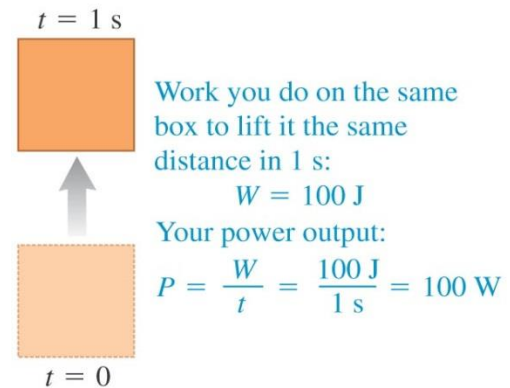 t = 1 s
Work you do on the same
box to lift it the same
distance in 1 s:
W = 100 J
Your power output:
P = W/t = 100 J/1 s = 100 W
t = 0